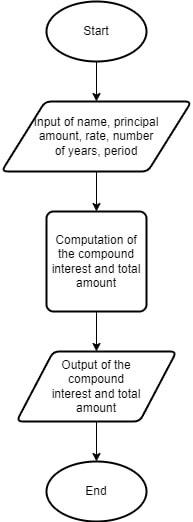 Start
Input of name, principal
amount, rate, number
of years, period
Computation of
the compound
interest and total
amount
Output of the
compound
interest and total
amount
End